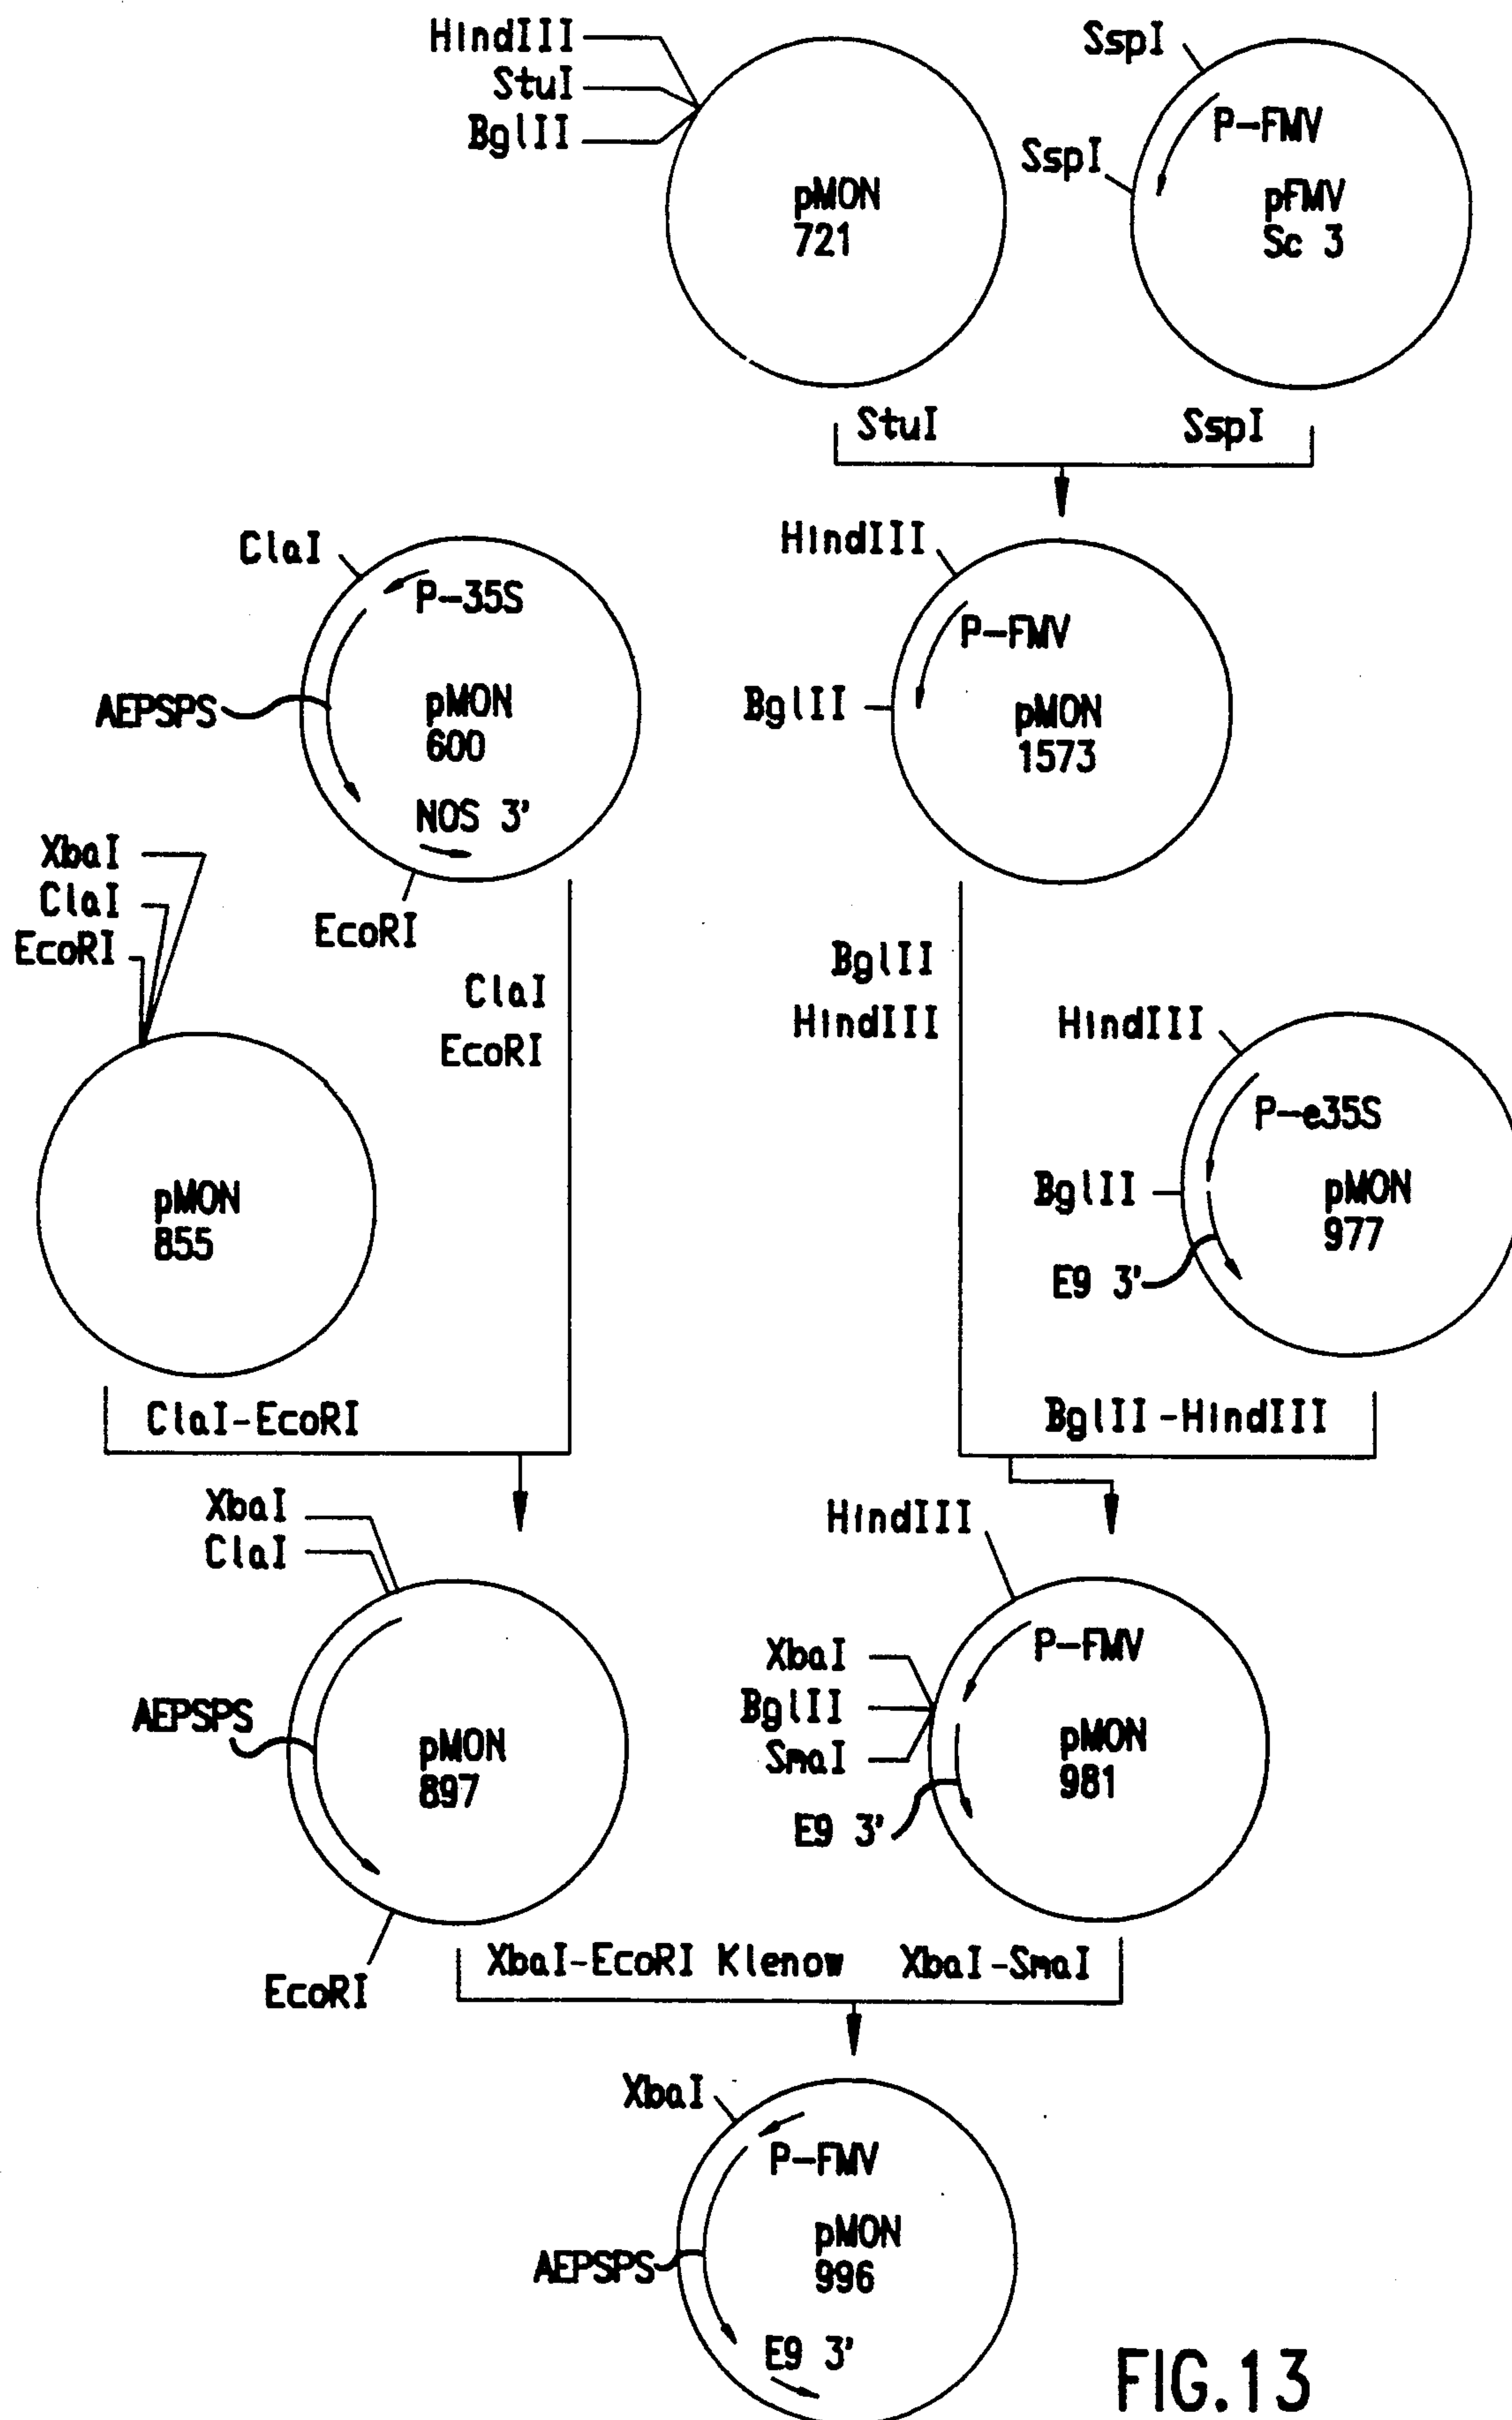 HindIII
StuI
BglII
pMON
721
SspI
SspI
P-FMV
pFMV
Sc 3
StuI
SspI
ClaI
P-35S
AEPSPS
pMON
600
NOS 3'
EcoRI
HindIII
P-FMV
BglII
pMON
1573
XbaI
ClaI
EcoRI
pMON
855
ClaI
EcoRI
BglII
HindIII
HindIII
P-e35S
BglII
pMON
977
E9 3'
ClaI-EcoRI
BglII-HindIII
XbaI
ClaI
AEPSPS
pMON
897
EcoRI
HindIII
P-FMV
XbaI
BglII
SmaI
pMON
981
E9 3'
XbaI-EcoRI Klenow
XbaI-SmaI
XbaI
P-FMV
pMON
996
AEPSPS
E9 3'
FIG.13